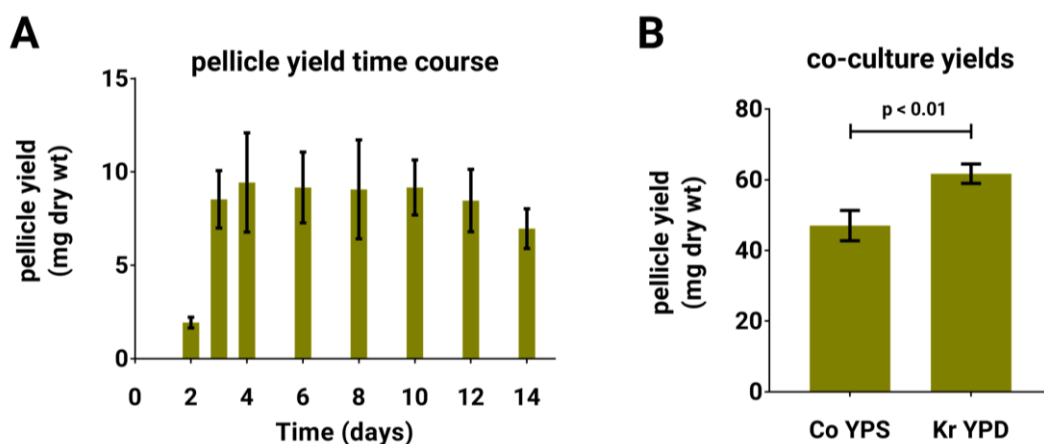 A
pellicle yield time course
pellicle yield
(mg dry wt)
15
10
5
0
0 2 4 6 8 10 12 14
Time (days)
B
co-culture yields
p < 0.01
pellicle yield
(mg dry wt)
80
60
40
20
0
Co YPS Kr YPD